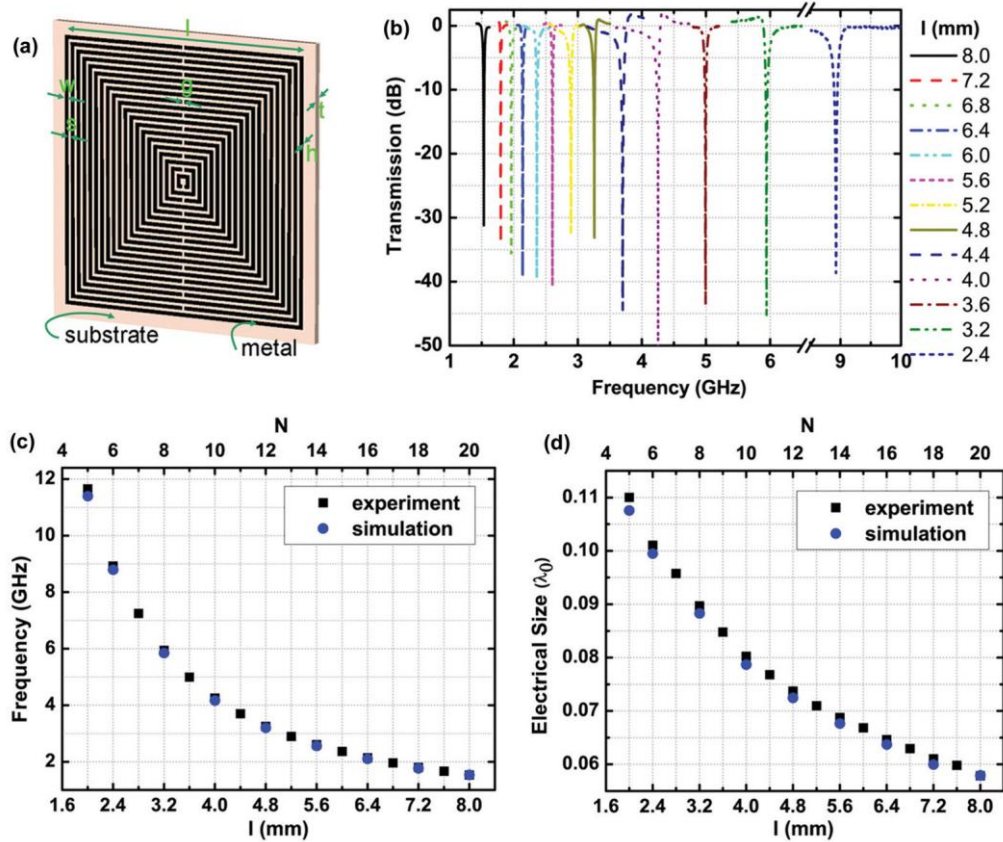 (a)
l
w
g
t
s
h
substrate
metal
(b)
Transmission (dB)
0
-10
-20
-30
-40
-50
1 2 3 4 5 6 9 10
Frequency (GHz)
l (mm)
8.0
7.2
6.8
6.4
6.0
5.6
5.2
4.8
4.4
4.0
3.6
3.2
2.4
(c)
N
4 6 8 10 12 14 16 18 20
Frequency (GHz)
12
10
8
6
4
2
experiment
simulation
1.6 2.4 3.2 4.0 4.8 5.6 6.4 7.2 8.0
l (mm)
(d)
N
4 6 8 10 12 14 16 18 20
Electrical Size (λ0)
0.11
0.10
0.09
0.08
0.07
0.06
experiment
simulation
1.6 2.4 3.2 4.0 4.8 5.6 6.4 7.2 8.0
l (mm)